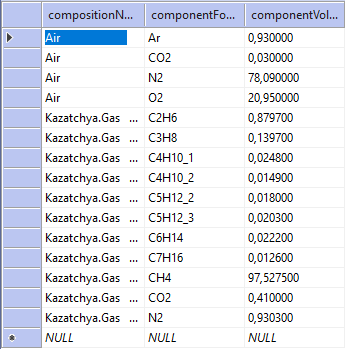 compositionN... componentFo... componentVol...
Air Ar 0,930000
Air CO2 0,030000
Air N2 78,090000
Air O2 20,950000
Kazatchya.Gas ... C2H6 0,879700
Kazatchya.Gas ... C3H8 0,139700
Kazatchya.Gas ... C4H10_1 0,024800
Kazatchya.Gas ... C4H10_2 0,014900
Kazatchya.Gas ... C5H12_2 0,018000
Kazatchya.Gas ... C5H12_3 0,020300
Kazatchya.Gas ... C6H14 0,022200
Kazatchya.Gas ... C7H16 0,012600
Kazatchya.Gas ... CH4 97,527500
Kazatchya.Gas ... CO2 0,410000
Kazatchya.Gas ... N2 0,930300
NULL NULL NULL